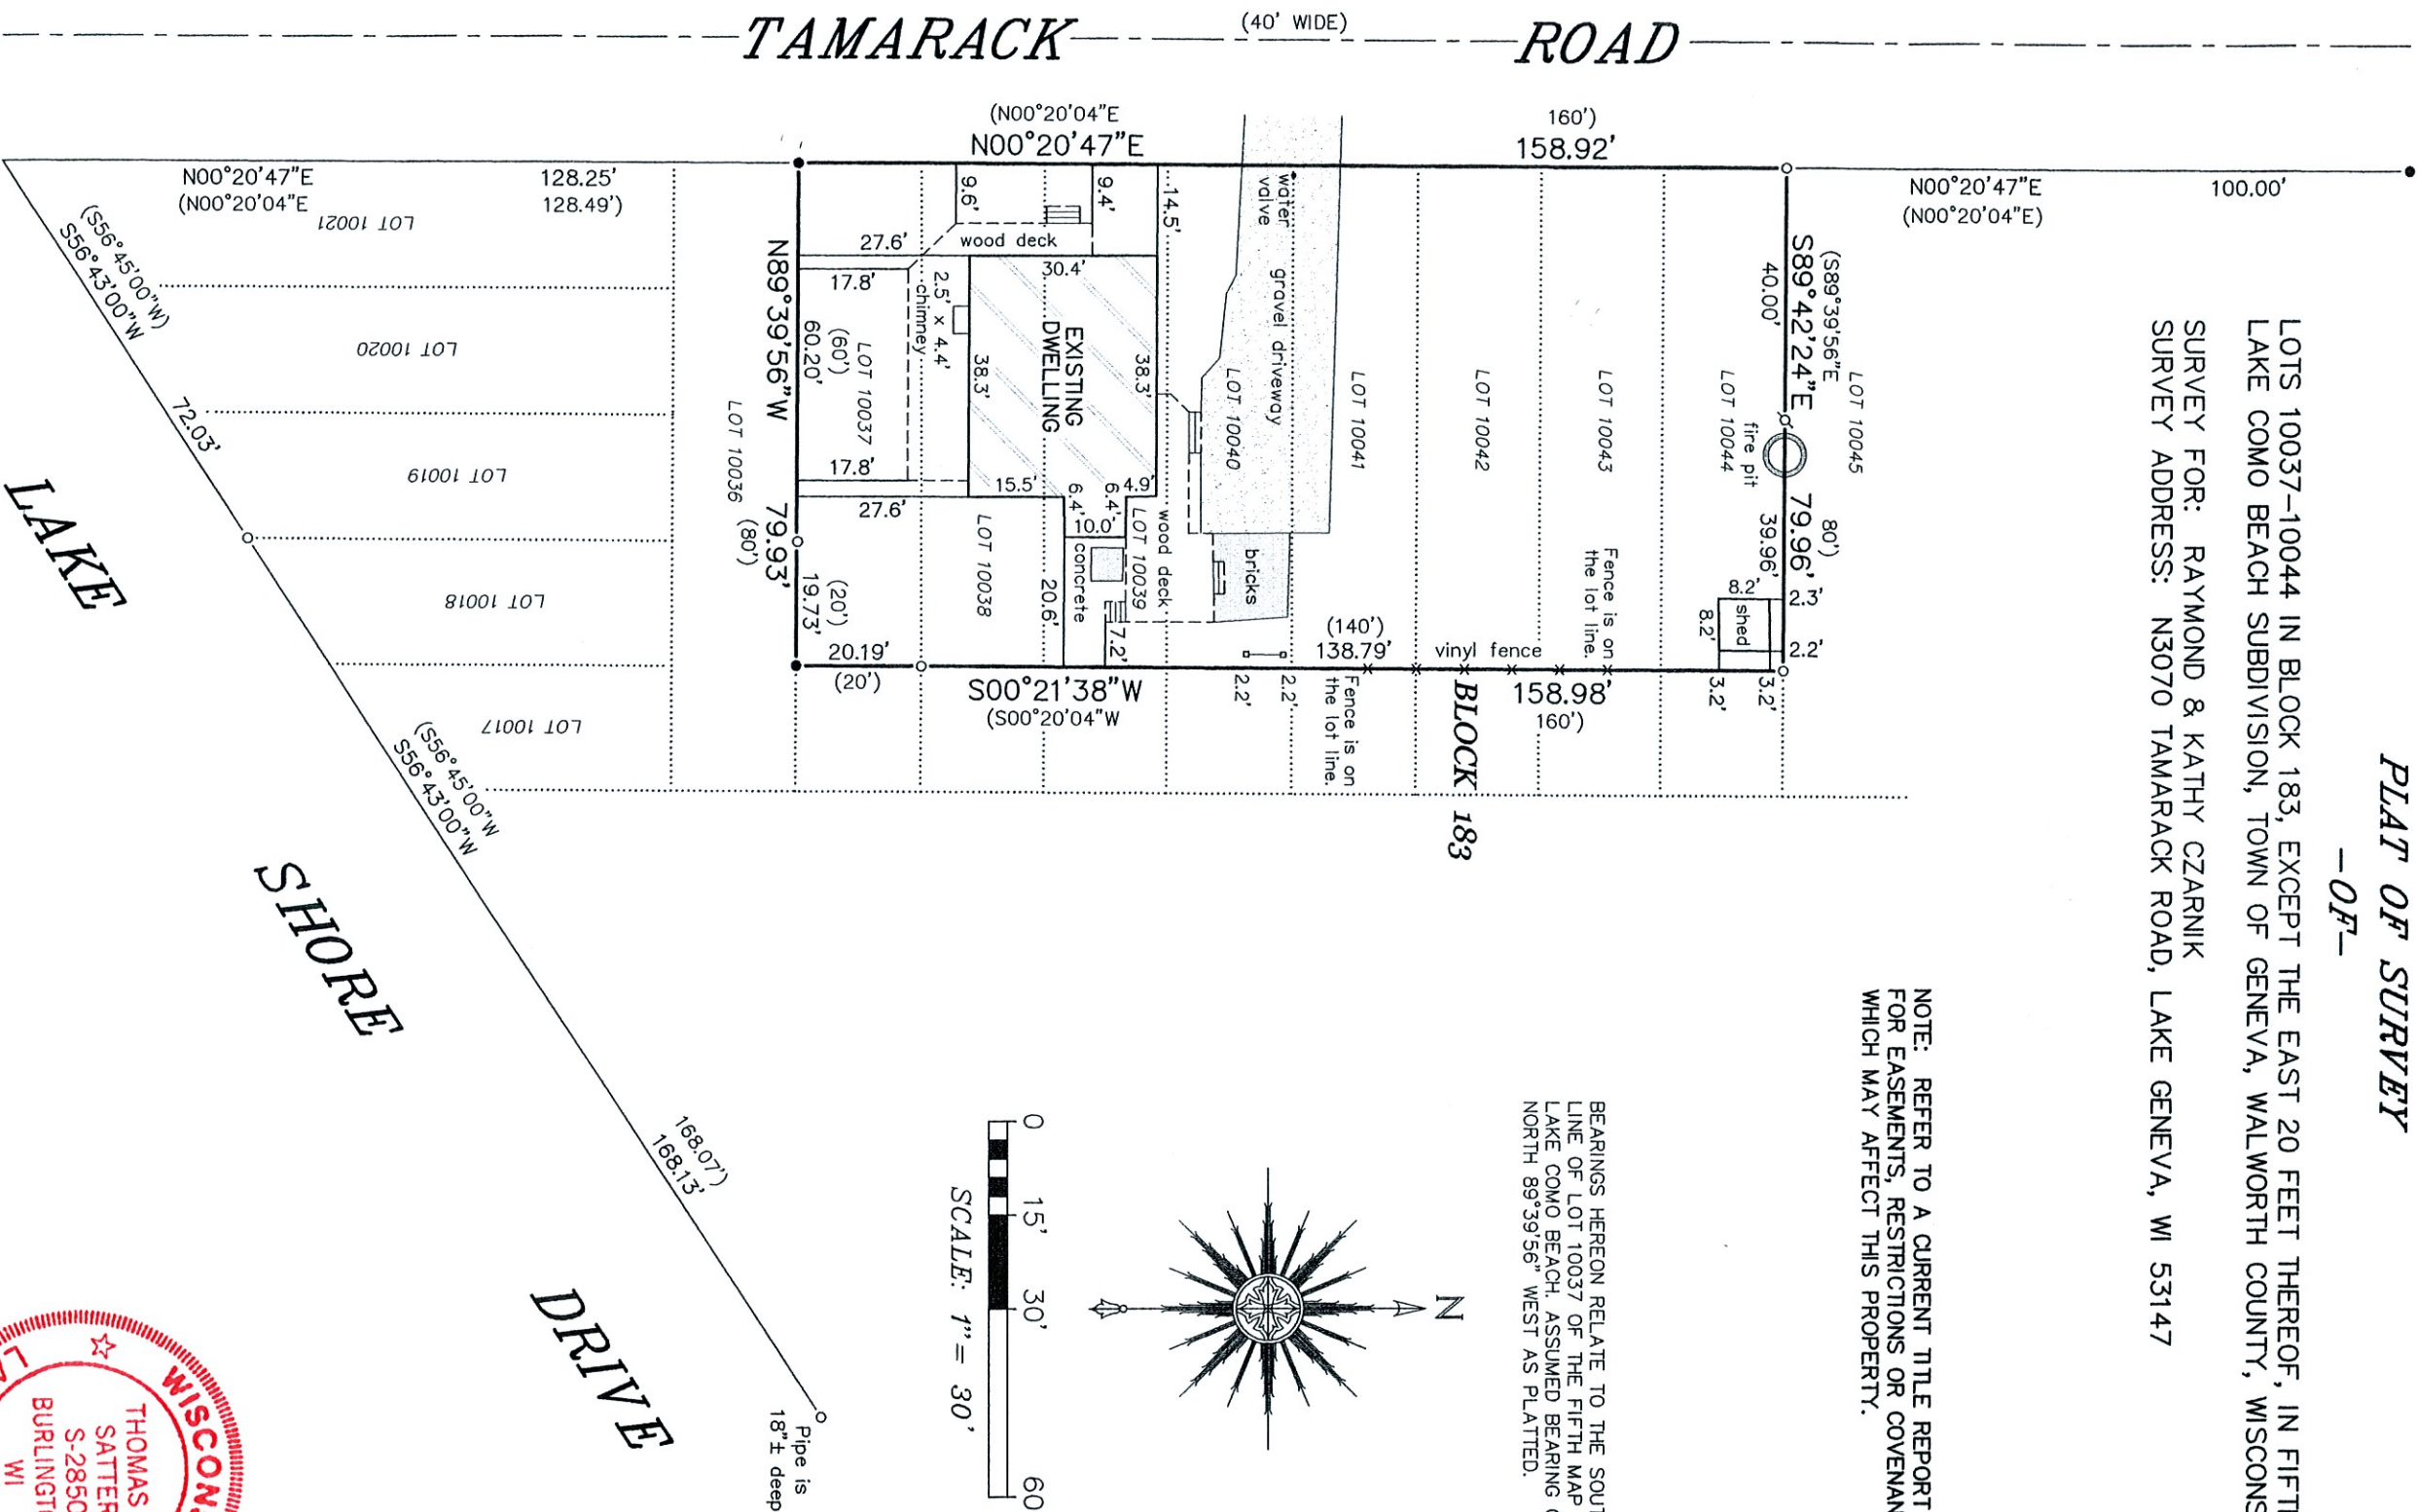 PLAT OF SURVEY
—OF—
LOTS 10037–10044 IN BLOCK 183, EXCEPT THE EAST 20 FEET THEREOF, IN
LAKE COMO BEACH SUBDIVISION, TOWN OF GENEVA, WALWORTH COUNTY,
SURVEY FOR: RAYMOND & KATHY CZARNIK
SURVEY ADDRESS: N3070 TAMARACK ROAD, LAKE GENEVA, WI 53147
NOTE: REFER TO A CURRENT TITLE REPORT
FOR EASEMENTS, RESTRICTIONS OR
WHICH MAY AFFECT THIS PROPERTY.
BEARINGS HEREON RELATE TO THE
LINE OF LOT 10037 OF THE FIFTH MAP
LAKE COMO BEACH. ASSUMED BEARING
NORTH 89°39'56" WEST AS PLATTED.
N
0 15' 30' 60
SCALE: 1"= 30'
TAMARACK (40' WIDE) ROAD
(N00°20'04"E 160')
N00°20'47"E 158.92'
N00°20'47"E 100.00'
(N00°20'04"E)
N00°20'47"E 128.25'
(N00°20'04"E 128.49')
LOT 10045
(S89°39'56"E 80')
S89°42'24"E 79.96'
40.00' 39.96'
fire pit
2.3' 2.2'
8.2'
shed
8.2'
3.2' 3.2'
LOT 10044
LOT 10043
Fence is on
the lot line.
LOT 10042
LOT 10041
vinyl fence
(140')
138.79'
Fence is on
the lot line.
BLOCK 183
158.98'
160')
S00°21'38"W
(S00°20'04"W
2.2' 2.2'
water
valve
gravel driveway
LOT 10040
bricks
14.5'
wood deck
LOT 10039
9.4'
9.6'
wood deck
30.4'
EXISTING
DWELLING
38.3'
38.3'
4.9'
6.4'
6.4'
15.5'
10.0'
concrete
7.2'
20.6'
LOT 10038
2.5' x 4.4'
chimney
27.6'
17.8'
17.8'
27.6'
LOT 10037
(60')
60.20'
(20')
19.73'
20.19'
(20')
N89°39'56"W 79.93'
(80')
LOT 10036
LOT 10021
LOT 10020
LOT 10019
LOT 10018
LOT 10017
(S56°45'00"W)
S56°43'00"W
72.03'
(S56°45'00"W
S56°43'00"W
168.07')
168.13'
Pipe is
18"± deep
LAKE SHORE DRIVE
THOMAS
BURLINGTO
WI